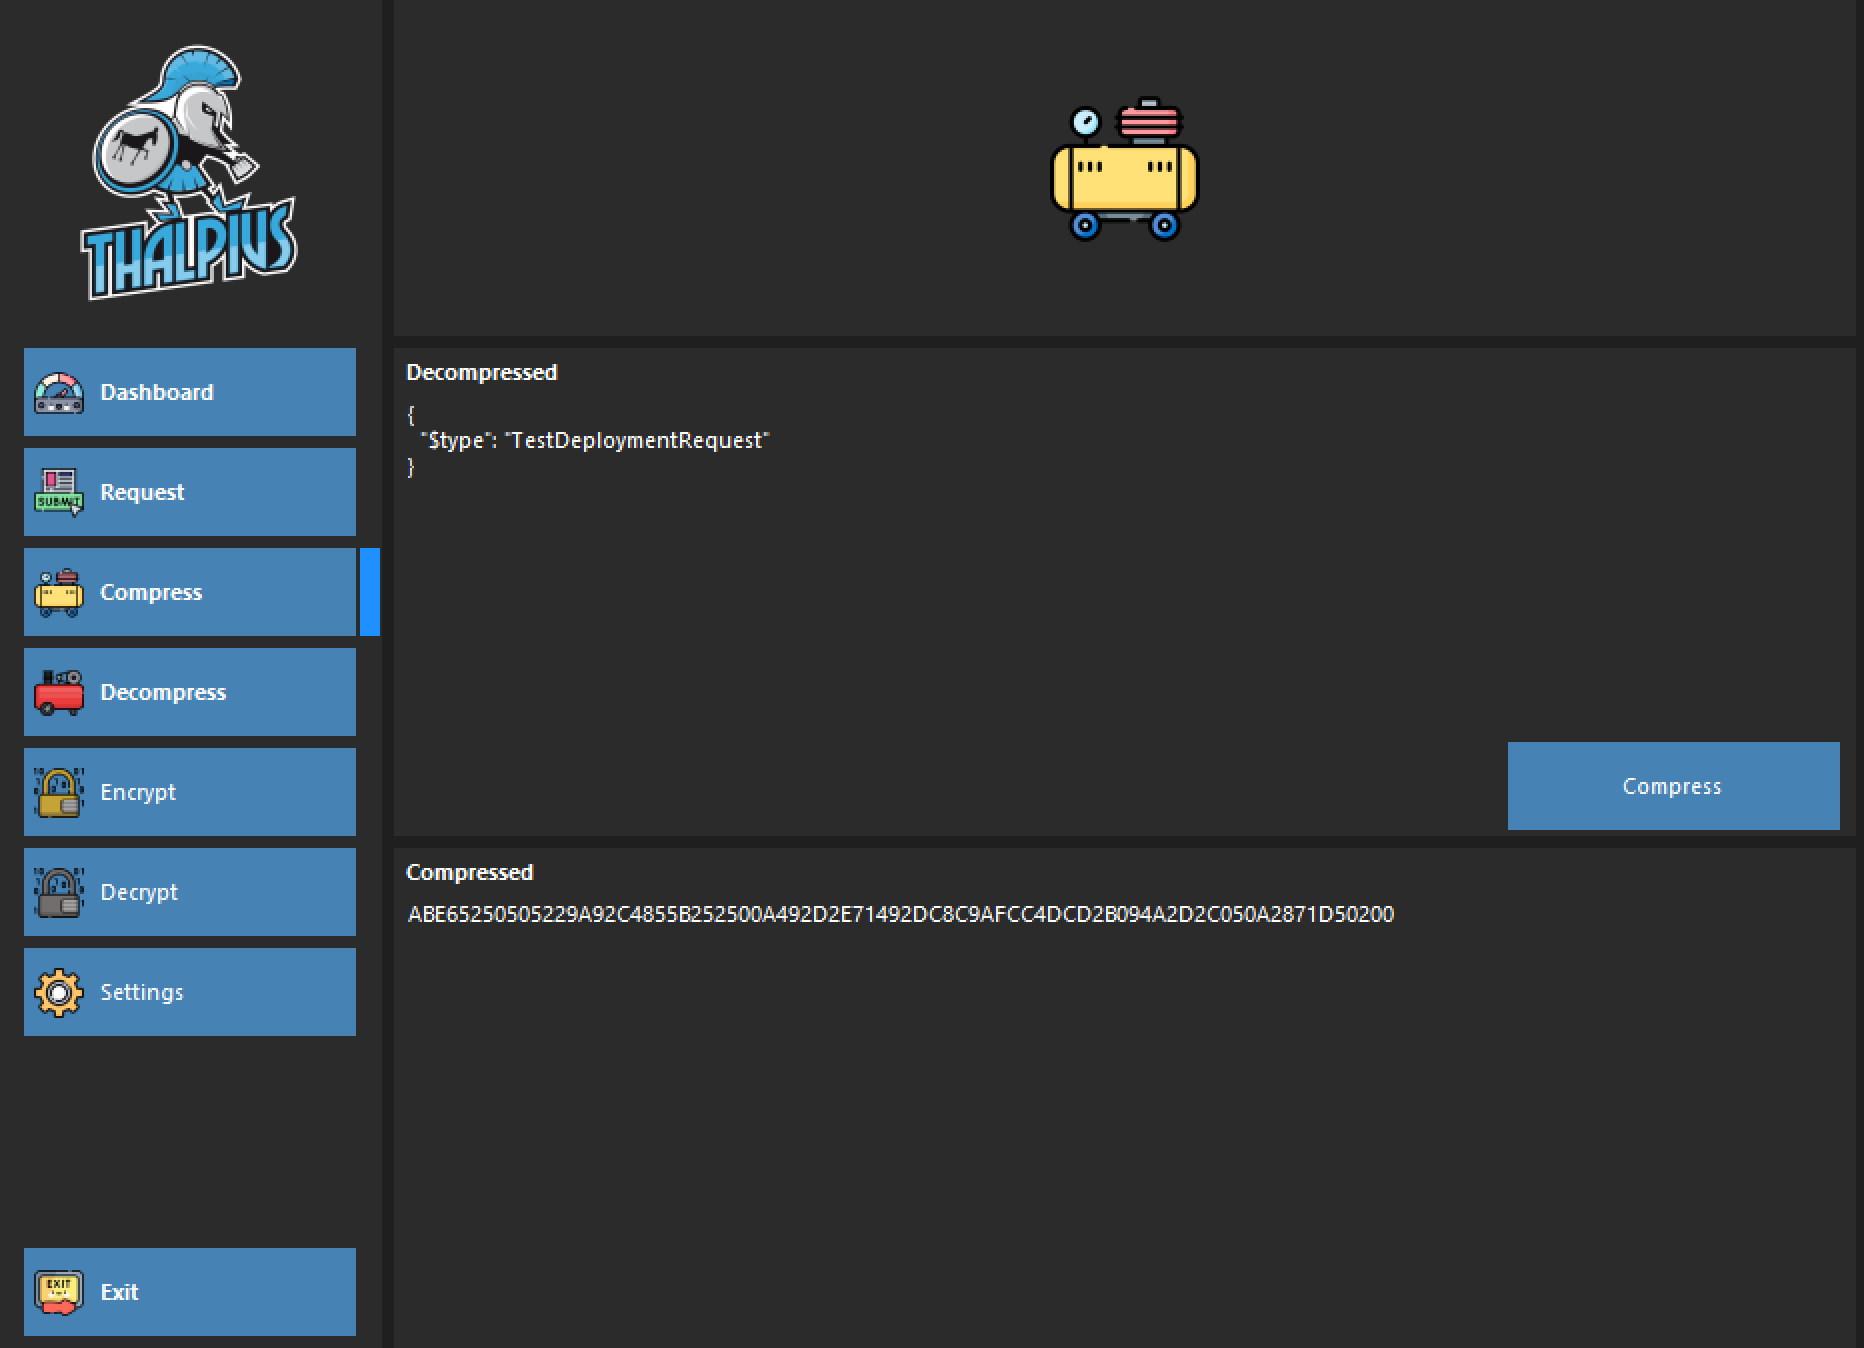 THALPIUS
Dashboard
SUBMIT
Request
Compress
Decompress
Encrypt
Decrypt
Settings
EXIT
Exit
Decompressed
{
"$type": "TestDeploymentRequest"
}
Compress
Compressed
ABE65250505229A92C4855B252500A492D2E71492DC8C9AFCC4DCD2B094A2D2C050A2871D50200